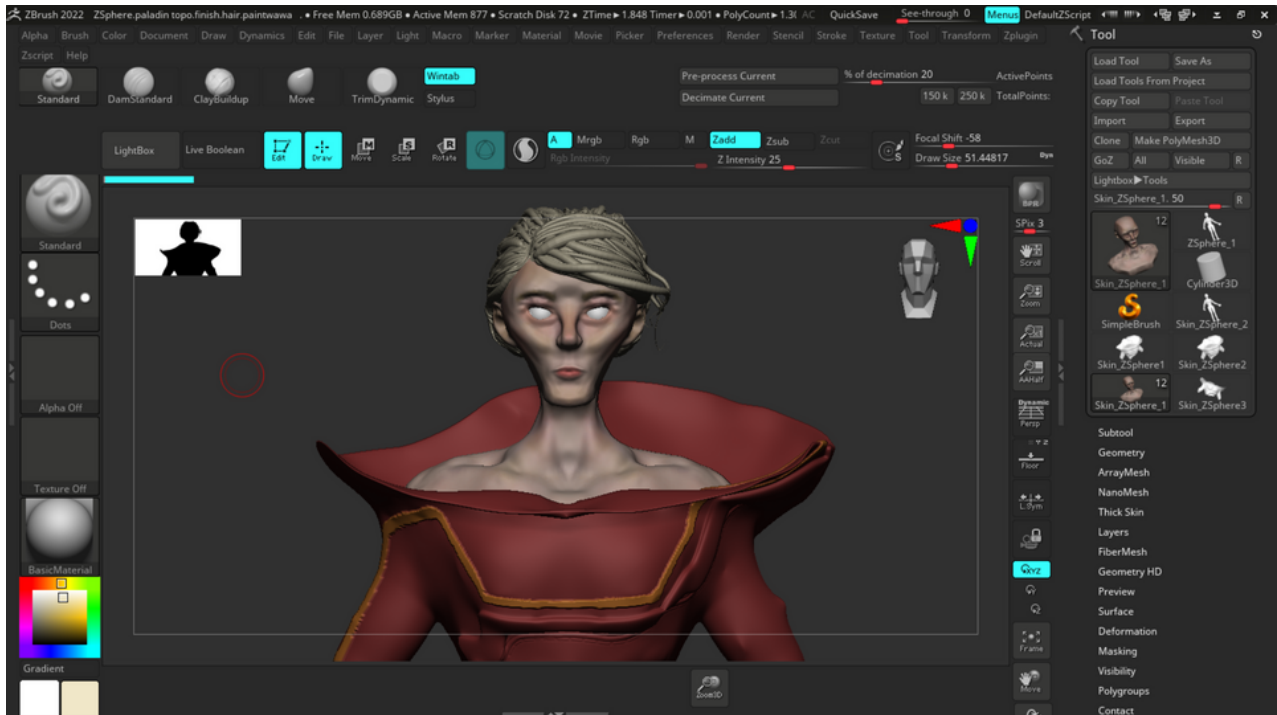 ZBrush 2022 ZSphere.paladin topo.finish.hair.paintwawa . • Free Mem 0.689GB • Active Mem 877 • Scratch Disk 72 • ZTime▶1.848 Timer▶0.001 • PolyCount▶ AC QuickSave See-through 0 Menus DefaultZScript
Alpha Brush Color Document Draw Dynamics Edit File Layer Light Macro Marker Material Movie Picker Preferences Render Stencil Stroke Texture Tool Transform Zplugin
Zscript Help
Standard
DamStandard
ClayBuildup
Move
TrimDynamic
Wintab
Stylus
Pre-process Current
Decimate Current
% of decimation 20
ActivePoints
150 k 250 k TotalPoints:
LightBox
Live Boolean
Edit
Draw
Move
Scale
Rotate
A Mrgb Rgb M Zadd Zsub Zcut
Rgb Intensity
Z Intensity 25
S
Focal Shift -58
Draw Size 51.44817 Dyn
Standard
Dots
Alpha Off
Texture Off
BasicMaterial
Gradient
BPR
SPix 3
Scroll
Zoom
Actual
AAHalf
Dynamic
Persp
Floor
L.Sym
XYZ
Y
Z
Frame
Move
Zoom3D
Tool
Load Tool Save As
Load Tools From Project
Copy Tool Paste Tool
Import Export
Clone Make PolyMesh3D
GoZ All Visible R
Lightbox▶Tools
Skin_ZSphere_1. 50 R
12
Skin_ZSphere_1
ZSphere_1
Cylinder3D
SimpleBrush
Skin_ZSphere_2
Skin_ZSphere1
Skin_ZSphere2
12
Skin_ZSphere_1
Skin_ZSphere3
Subtool
Geometry
ArrayMesh
NanoMesh
Thick Skin
Layers
FiberMesh
Geometry HD
Preview
Surface
Deformation
Masking
Visibility
Polygroups
Contact